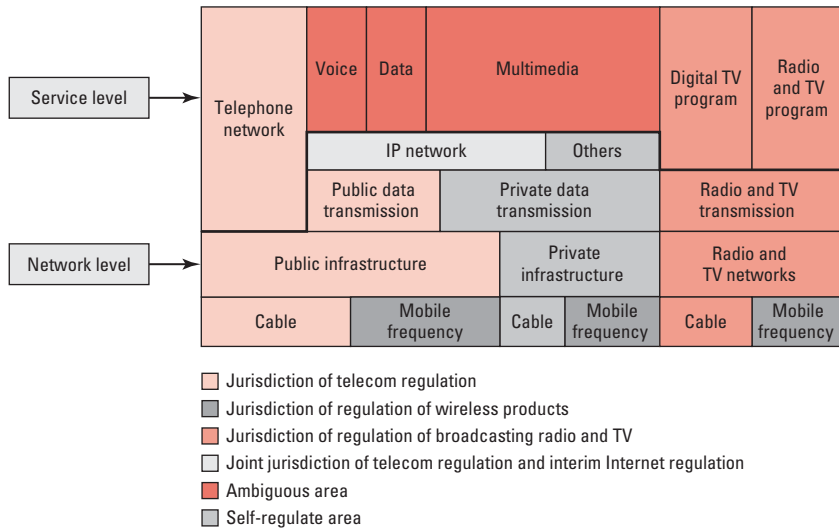 Service level
Telephone
network
Voice
Data
Multimedia
Digital TV
program
Radio
and TV
program
IP network
Others
Public data
transmission
Private data
transmission
Radio and TV
transmission
Network level
Public infrastructure
Private
infrastructure
Radio and
TV networks
Cable
Mobile
frequency
Cable
Mobile
frequency
Cable
Mobile
frequency
Jurisdiction of telecom regulation
Jurisdiction of regulation of wireless products
Jurisdiction of regulation of broadcasting radio and TV
Joint jurisdiction of telecom regulation and interim Internet regulation
Ambiguous area
Self-regulate area